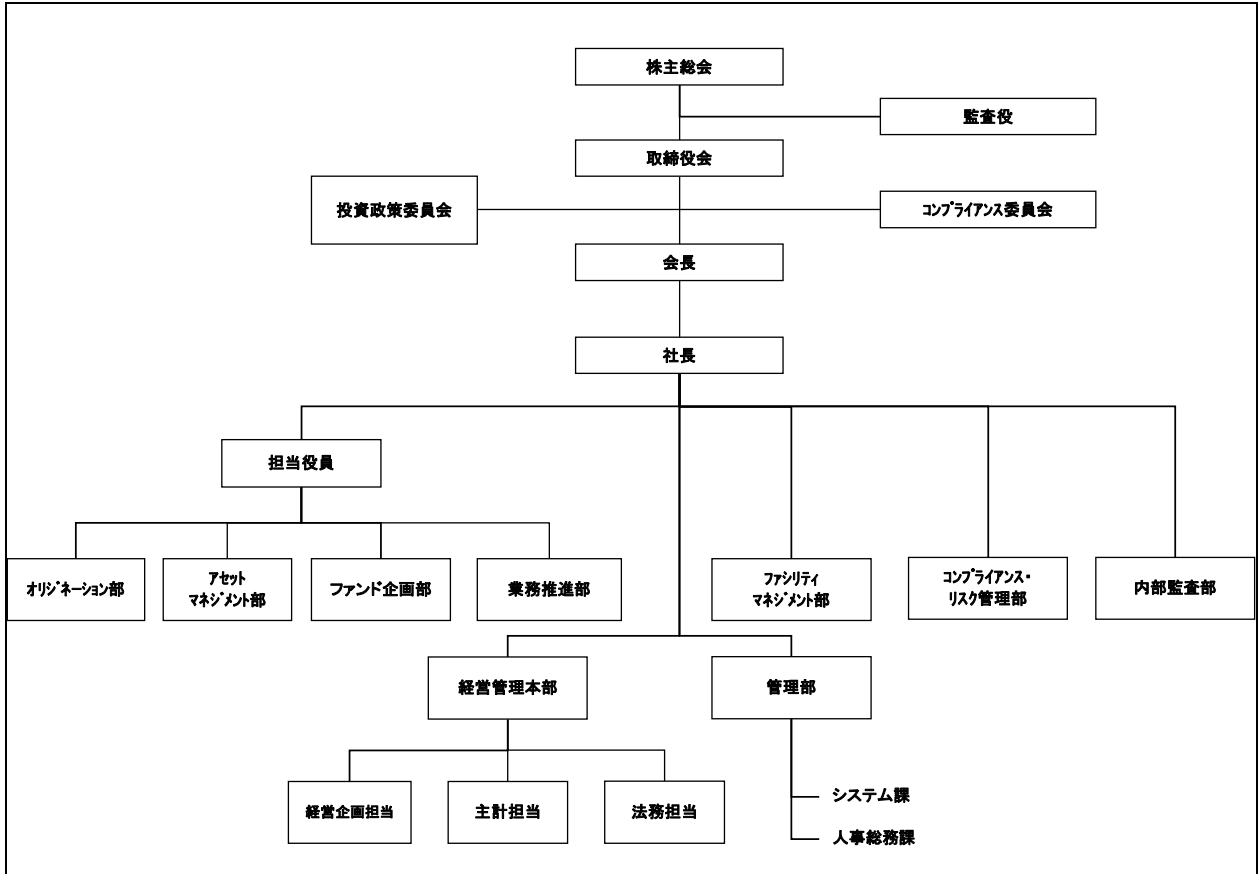 株主総会
監査役
取締役会
投資政策委員会
コンプライアンス委員会
会長
社長
担当役員
オリジネーション部
アセット
マネジメント部
ファンド企画部
業務推進部
ファシリティ
マネジメント部
コンプライアンス・
リスク管理部
内部監査部
経営管理本部
管理部
経営企画担当
主計担当
法務担当
システム課
人事総務課